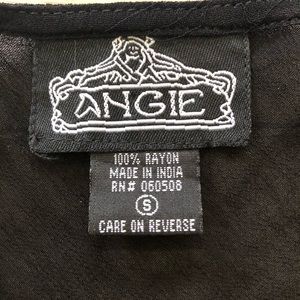 ANGIE
100% RAYON
MADE IN INDIA
RN# 060508
S
CARE ON REVERSE